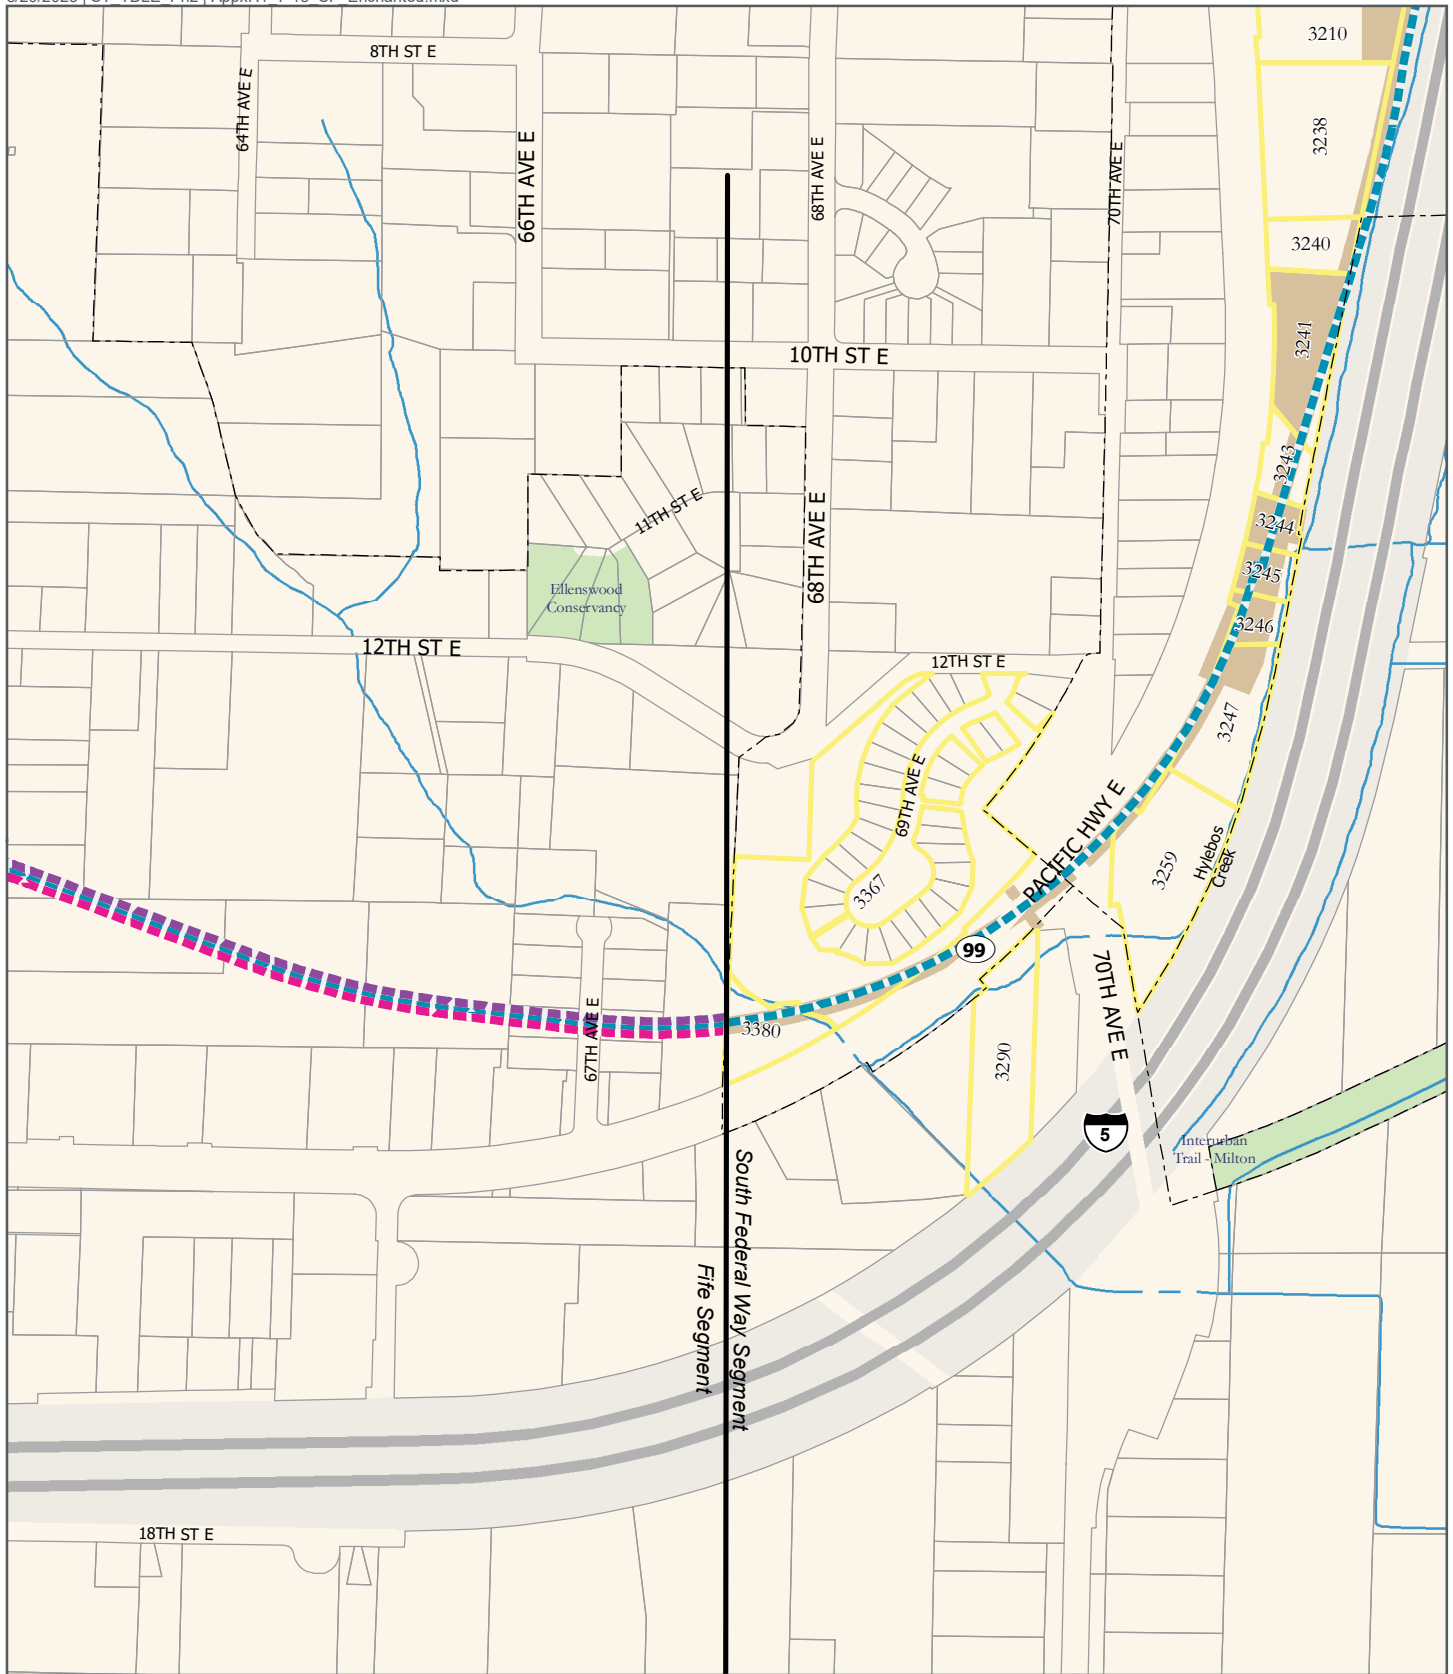 8TH ST E
64TH AVE E
66TH AVE E
68TH AVE E
70TH AVE E
3210
3238
3240
3241
10TH ST E
3243
11TH ST E
68TH AVE E
3244
3245
3246
Ellenswood
Conservancy
12TH ST E
12TH ST E
3247
69TH AVE E
PACIFIC HWY E
3259
Hylebos
Creek
3367
99
70TH AVE E
67TH AVE E
3380
3290
5
Interurban
Trail - Milton
South Federal Way Segment
Fife Segment
18TH ST E